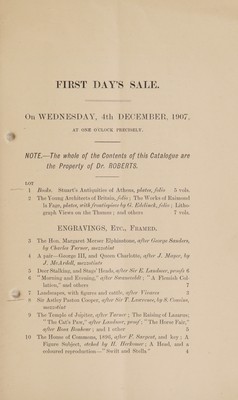 FIRST DAY'S SALE.
On WEDNESDAY, 4th DECEMBER, 1907,
AT ONE O'CLOCK PRECISELY.
NOTE.—The whole of the Contents of this Catalogue are
the Property of Dr. ROBERTS.
LOT
1 Books. Stuart's Antiquities of Athens, plates, folio 5 vols.
2 The Young Architects of Britain, folio; The Works of Raimond
la Fage, plates, with frontispiece by G. Edelinck, folio; Litho-
graph Views on the Thames; and others 7 vols.
ENGRAVINGS, Etc., Framed.
3 The Hon. Margaret Mercer Elphinstone, after George Sanders,
by Charles Turner, mezzotint
4 A pair—George III, and Queen Charlotte, after J. Meyer, by
J. McArdell, mezzotints
5 Deer Stalking, and Stags' Heads, after Sir E. Landseer, proofs 6
6 "Morning and Evening," after Swanevelt; "A Flemish Col-
lation," and others 7
7 Landscapes, with figures and cattle, after Vivares 3
8 Sir Astley Paston Cooper, after Sir T. Lawrence, by S. Cousins,
mezzotint
9 The Temple of Jupiter, after Turner; The Raising of Lazarus;
"The Cat's Paw," after Landseer, proof; "The Horse Fair,"
after Rosa Bonheur; and 1 other 5
10 The House of Commons, 1808, after F. Sargent, and key; A
Figure Subject, etched by H. Herkomer; A Head, and a
coloured reproduction—"Swift and Stella." 4